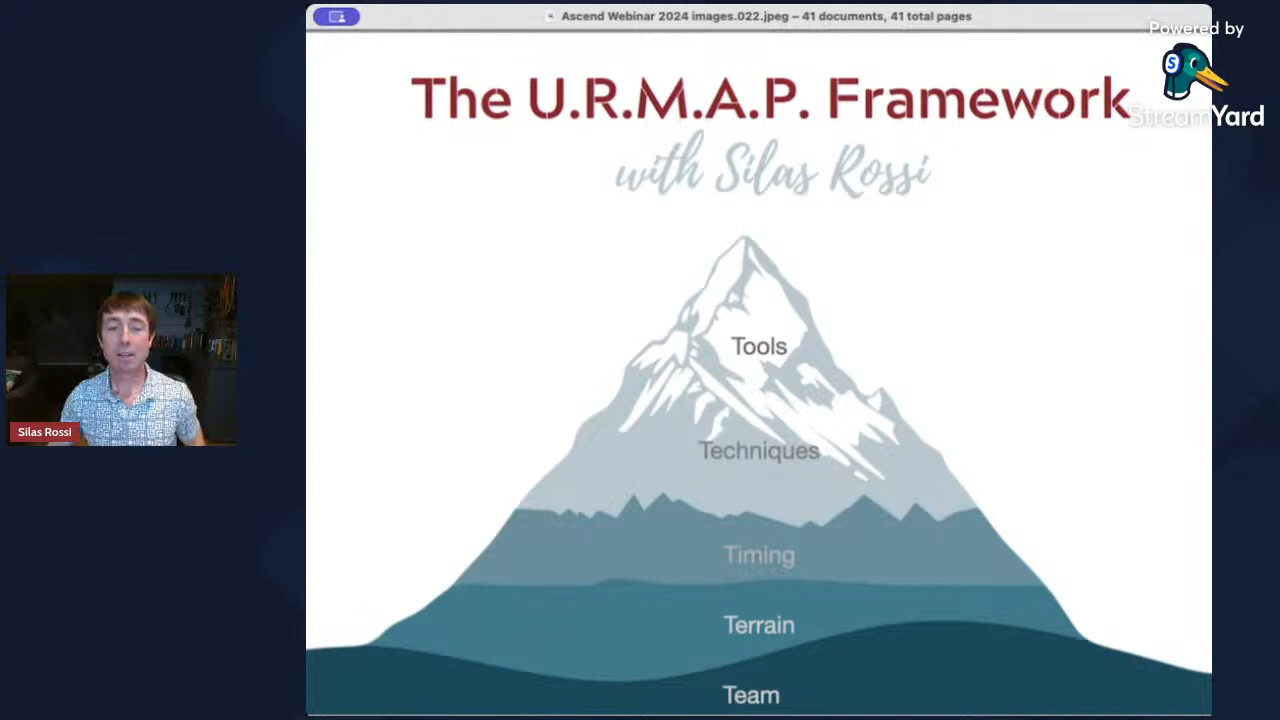 Ascend Webinar 2024 images.022.jpeg – 41 documents, 41 total pages
Powered by
StreamYard
The U.R.M.A.P. Framework
with Silas Rossi
Tools
Techniques
Timing
Terrain
Team
Silas Rossi